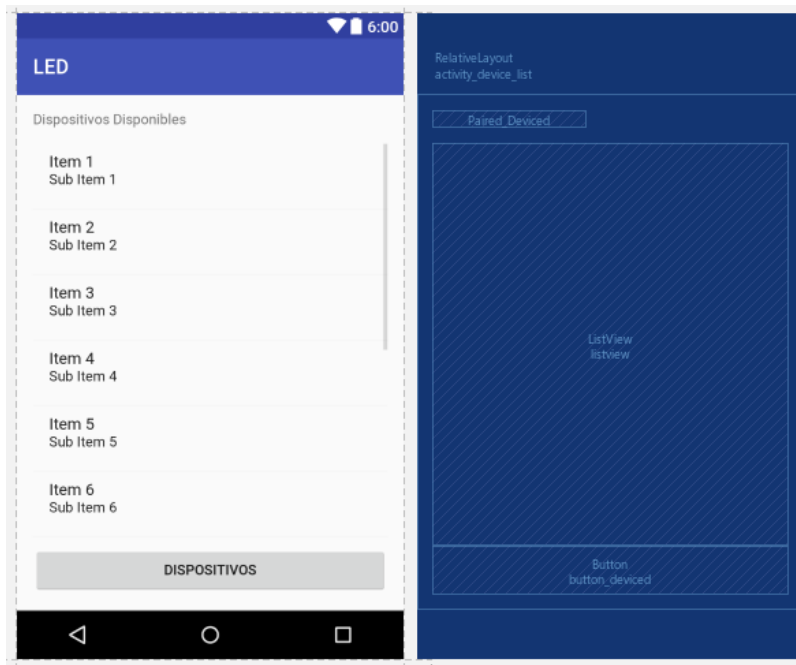 6:00
LED
Dispositivos Disponibles
Item 1
Sub Item 1
Item 2
Sub Item 2
Item 3
Sub Item 3
Item 4
Sub Item 4
Item 5
Sub Item 5
Item 6
Sub Item 6
DISPOSITIVOS
RelativeLayout
activity_device_list
Paired_Deviced
ListView
listview
Button
button_deviced